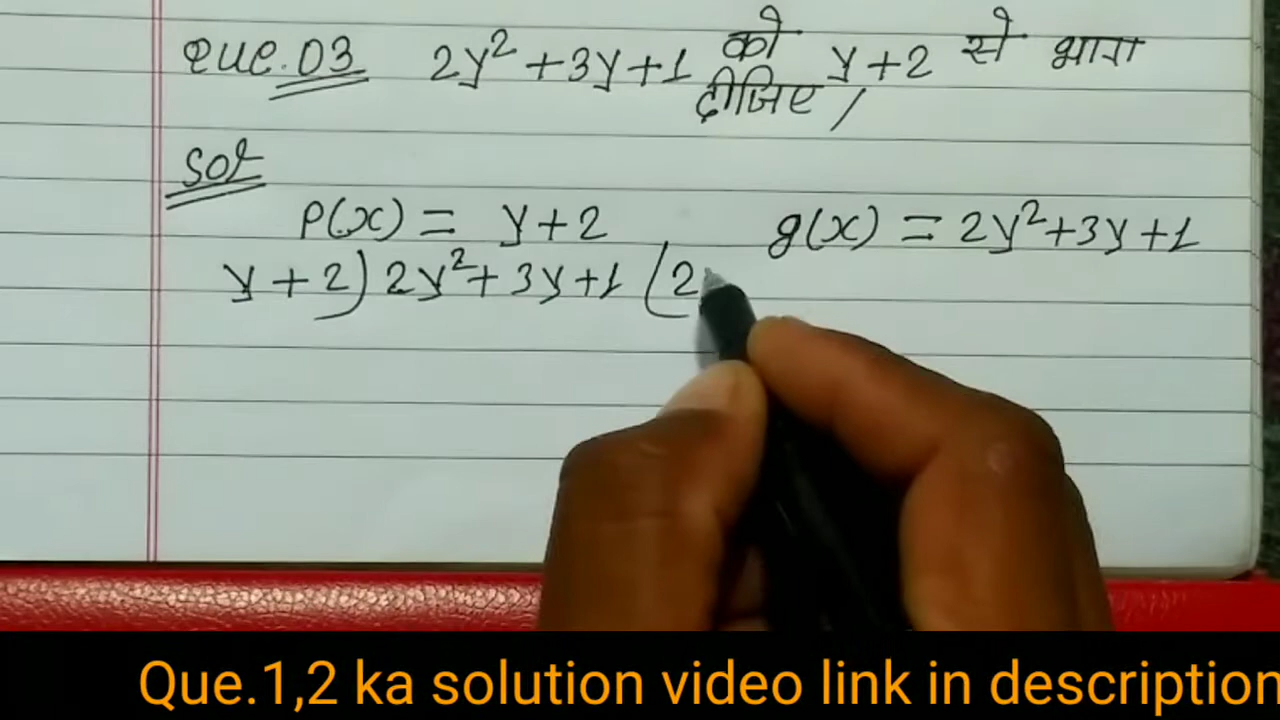 Que.03 2y²+3y+1 को y+2 से भाग
दीजिए /
Sol
P(x) = y+2 g(x) = 2y²+3y+1
y+2) 2y²+3y+1 (2
Que.1,2 ka solution video link in description